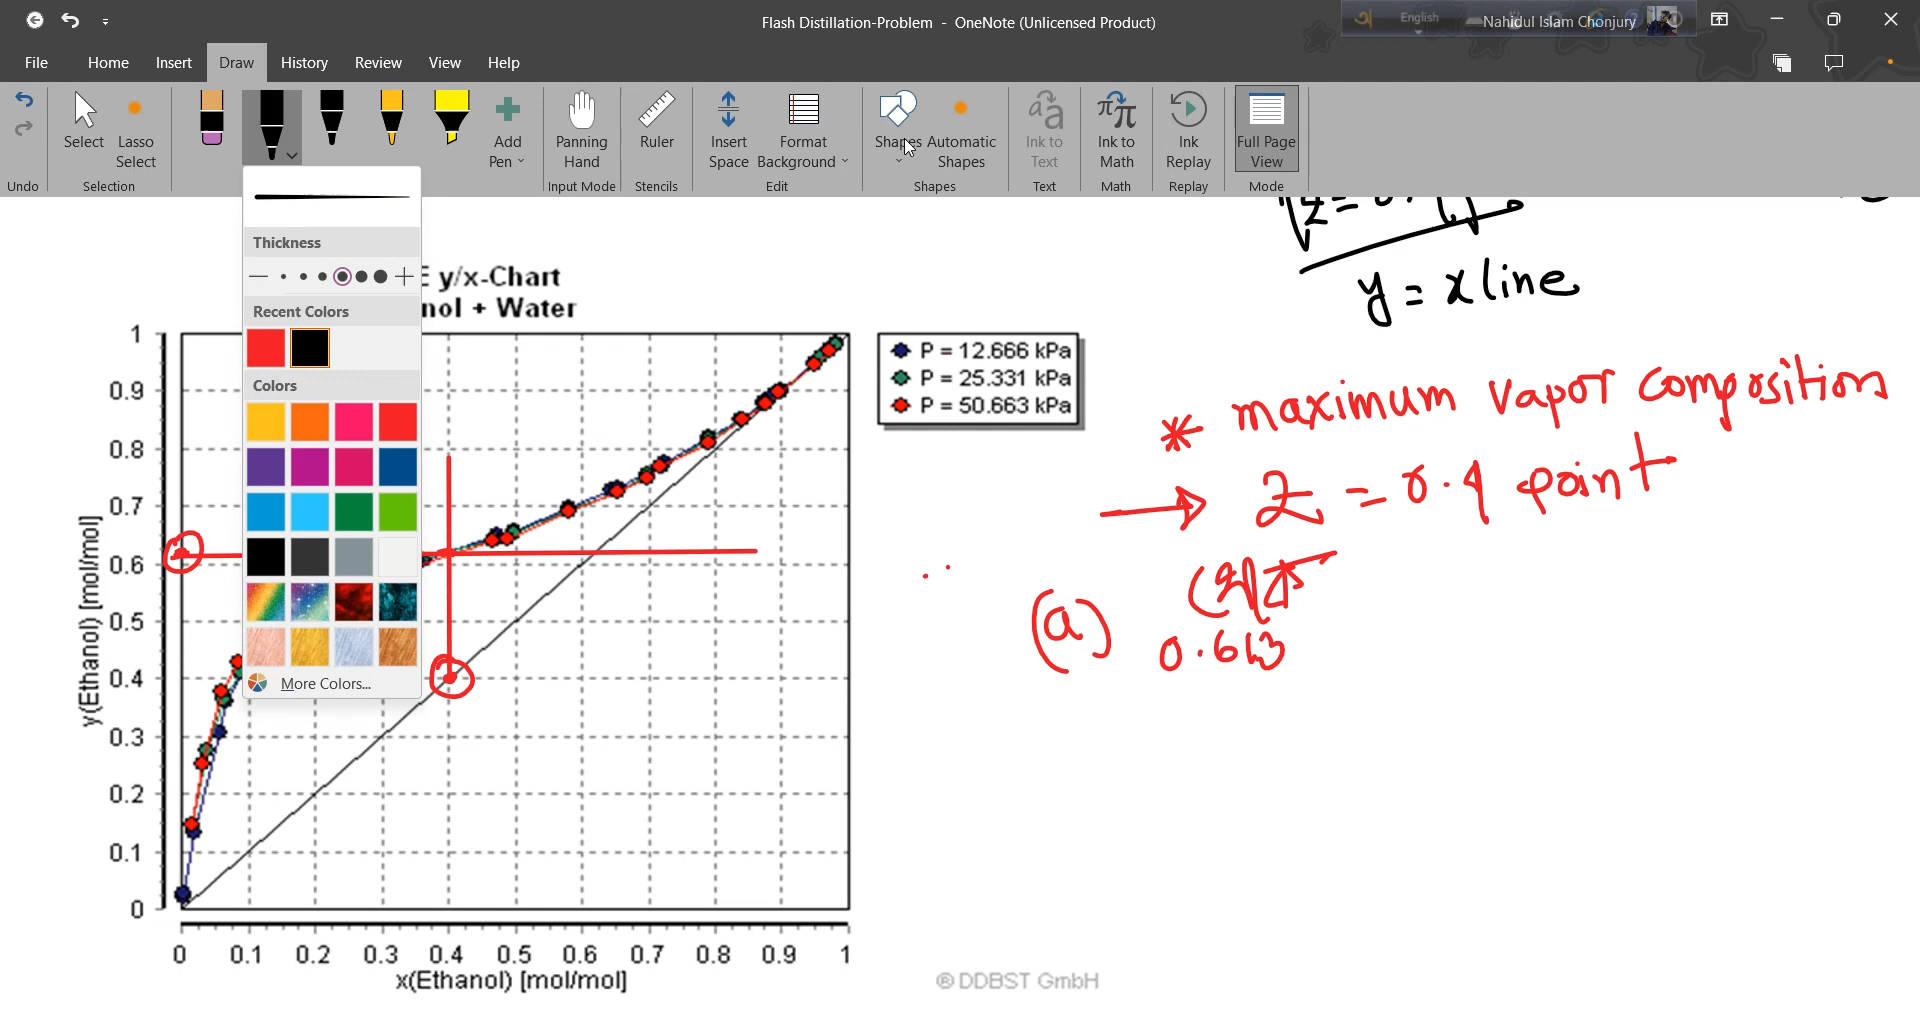 Flash Distillation-Problem - OneNote (Unlicensed Product)
English
Nahidul Islam Chonjury
File Home Insert Draw History Review View Help
Select
Lasso Select
Add Pen
Panning Hand
Ruler
Insert Space
Format Background
Shapes
Automatic Shapes
Ink to Text
Ink to Math
Ink Replay
Full Page View
Undo
Selection
Input Mode
Stencils
Edit
Shapes
Text
Math
Replay
Mode
Thickness
Recent Colors
Colors
More Colors...
y/x-Chart
nol + Water
P = 12.666 kPa
P = 25.331 kPa
P = 50.663 kPa
y(Ethanol) [mol/mol]
1
0.9
0.8
0.7
0.6
0.5
0.4
0.3
0.2
0.1
0
0 0.1 0.2 0.3 0.4 0.5 0.6 0.7 0.8 0.9 1
x(Ethanol) [mol/mol]
© DDBST GmbH
y = x line
* maximum vapor composition
→ z = 0.4 point
(a)
0.613